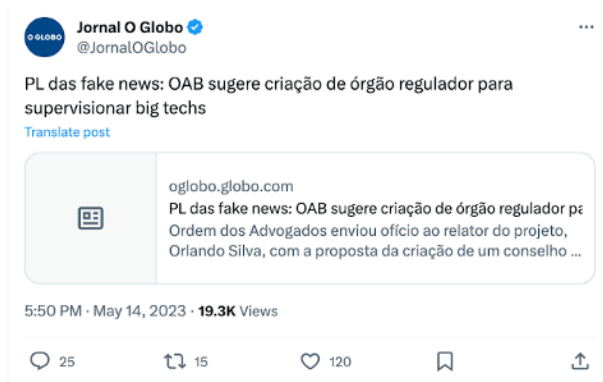 O GLOBO
Jornal O Globo
@JornalOGlobo
PL das fake news: OAB sugere criação de órgão regulador para
supervisionar big techs
Translate post
oglobo.globo.com
PL das fake news: OAB sugere criação de órgão regulador pa
Ordem dos Advogados enviou ofício ao relator do projeto,
Orlando Silva, com a proposta da criação de um conselho ...
5:50 PM · May 14, 2023 · 19.3K Views
25 15 120